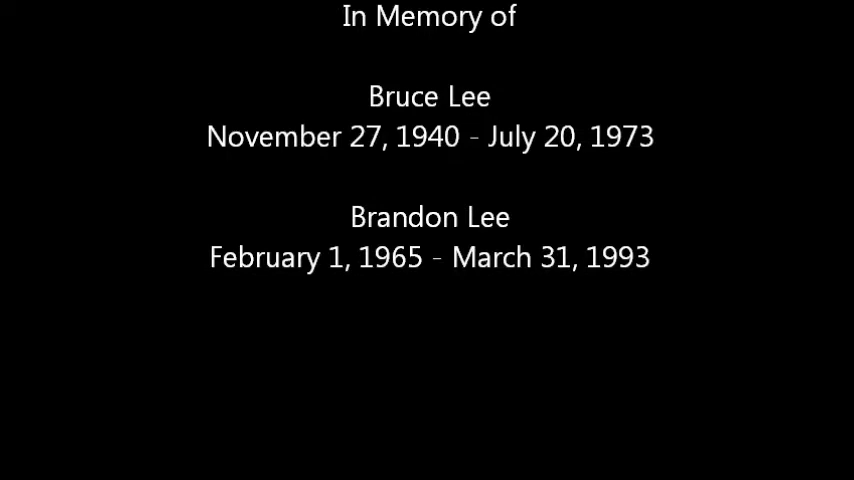 In Memory of
Bruce Lee
November 27, 1940 - July 20, 1973
Brandon Lee
February 1, 1965 - March 31, 1993